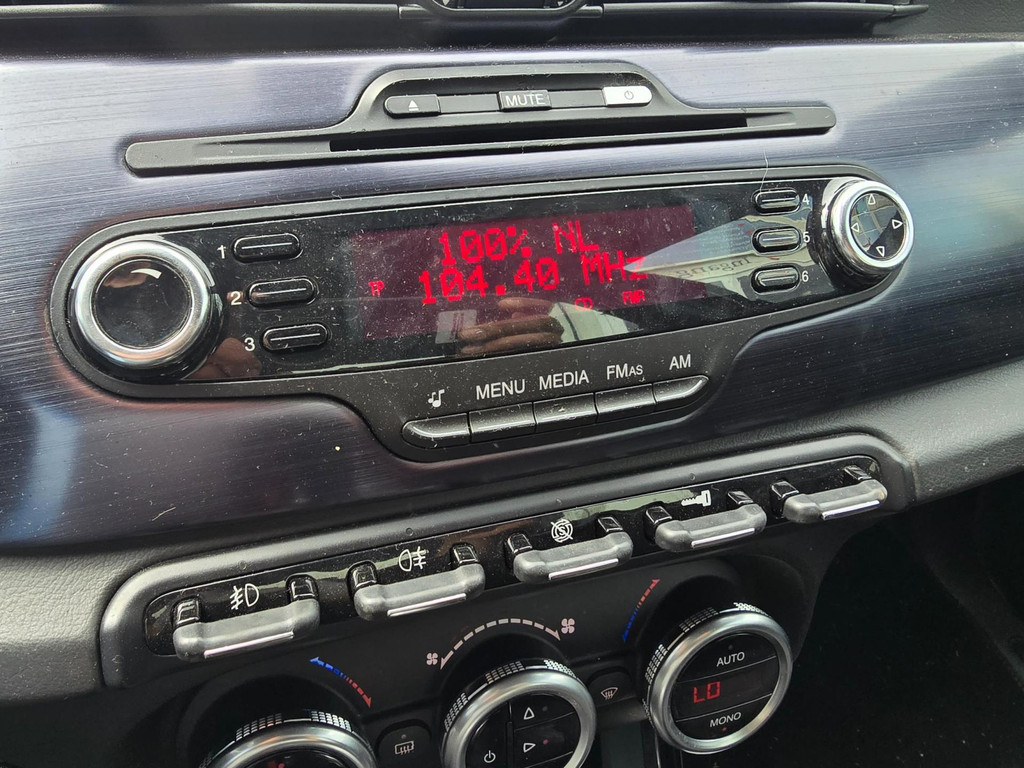 MUTE
1
2
3
100% NL
104.40 MHz
TP
4
5
6
MENU
MEDIA
FMAS
AM
AUTO
LO
MONO